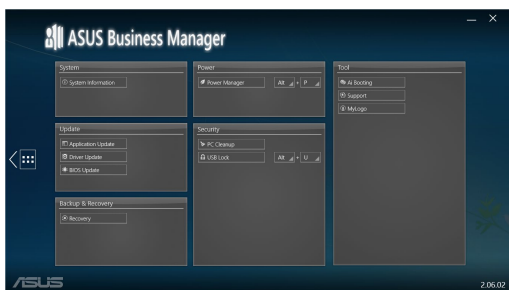 ASUS Business Manager
System
System Information
Power
Power Manager Alt + P
Tool
Ai Booting
Support
MyLogo
Update
Application Update
Driver Update
BIOS Update
Security
PC Cleanup
USB Lock Alt + U
Backup & Recovery
Recovery
ASUS
2.06.02